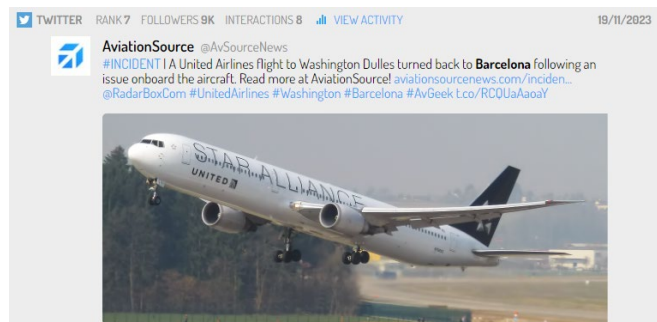 TWITTER RANK 7 FOLLOWERS 9K INTERACTIONS 8 VIEW ACTIVITY 19/11/2023
AviationSource @AvSourceNews
#INCIDENT | A United Airlines flight to Washington Dulles turned back to Barcelona following an
issue onboard the aircraft. Read more at AviationSource! aviationsourcenews.com/inciden...
@RadarBoxCom #UnitedAirlines #Washington #Barcelona #AvGeek t.co/RCQUaAaoaY
STAR ALLIANCE
UNITED